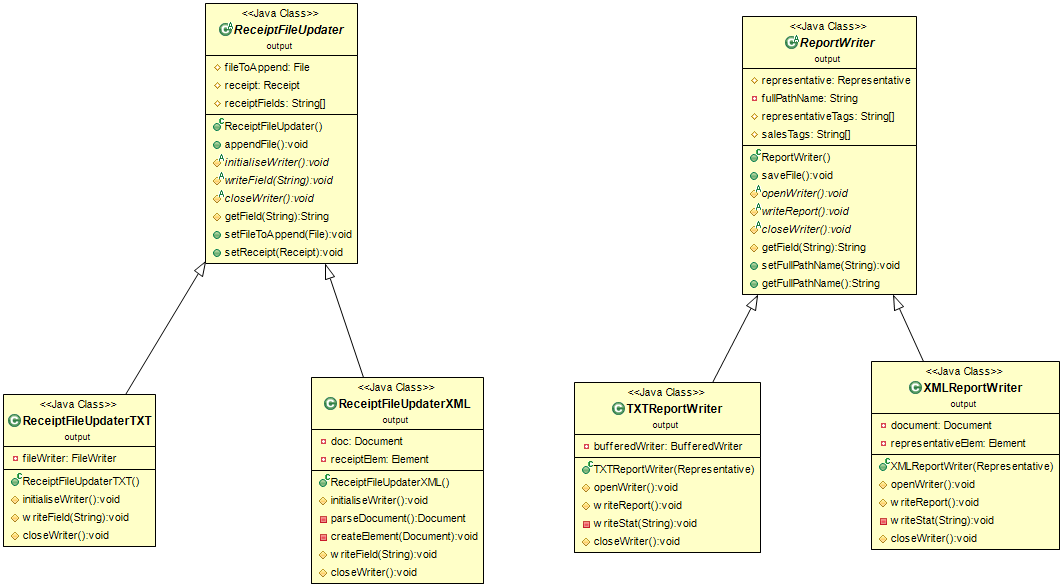 <<Java Class>>
ReceiptFileUpdater
output
fileToAppend: File
receipt: Receipt
receiptFields: String[]
ReceiptFileUpdater()
appendFile():void
initialiseWriter():void
writeField(String):void
closeWriter():void
getField(String):String
setFileToAppend(File):void
setReceipt(Receipt):void
<<Java Class>>
ReportWriter
output
representative: Representative
fullPathName: String
representativeTags: String[]
salesTags: String[]
ReportWriter()
saveFile():void
openWriter():void
writeReport():void
closeWriter():void
getField(String):String
setFullPathName(String):void
getFullPathName():String
<<Java Class>>
ReceiptFileUpdaterTXT
output
fileWriter: FileWriter
ReceiptFileUpdaterTXT()
initialiseWriter():void
writeField(String):void
closeWriter():void
<<Java Class>>
ReceiptFileUpdaterXML
output
doc: Document
receiptElem: Element
ReceiptFileUpdaterXML()
initialiseWriter():void
parseDocument():Document
createElement(Document):void
writeField(String):void
closeWriter():void
<<Java Class>>
TXTReportWriter
output
bufferedWriter: BufferedWriter
TXTReportWriter(Representative)
openWriter():void
writeReport():void
writeStat(String):void
closeWriter():void
<<Java Class>>
XMLReportWriter
output
document: Document
representativeElem: Element
XMLReportWriter(Representative)
openWriter():void
writeReport():void
writeStat(String):void
closeWriter():void